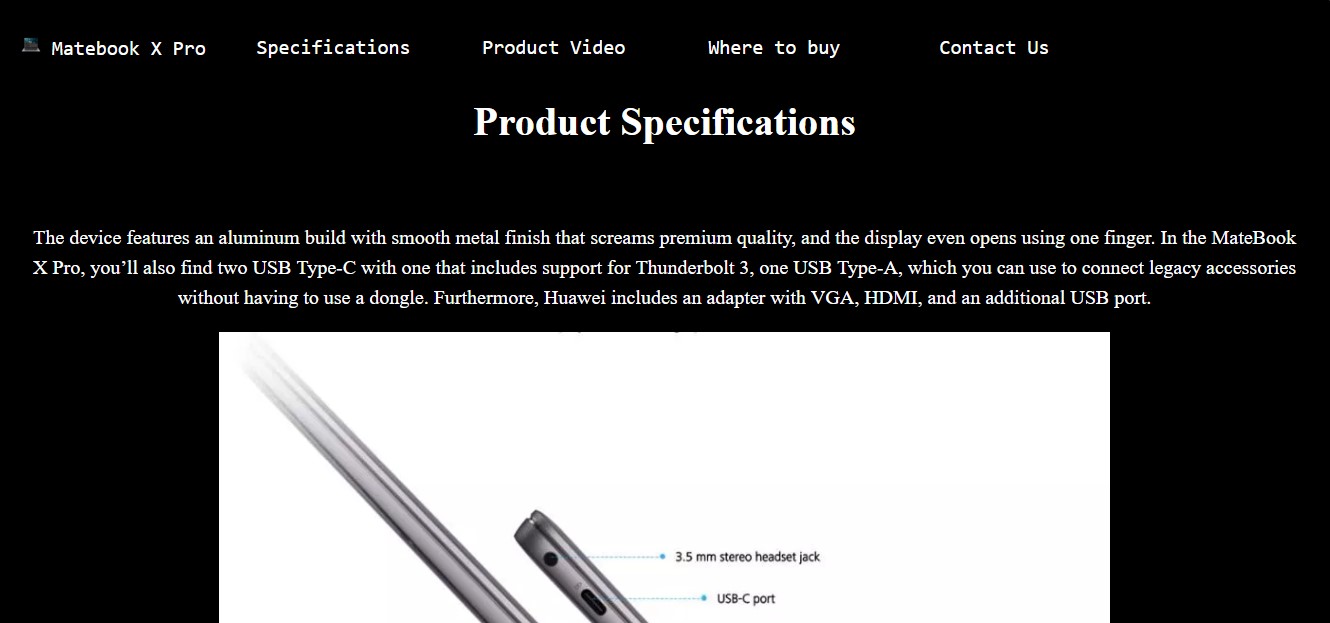 Matebook X Pro Specifications Product Video Where to buy Contact Us
Product Specifications
The device features an aluminum build with smooth metal finish that screams premium quality, and the display even opens using one finger. In the MateBook
X Pro, you’ll also find two USB Type-C with one that includes support for Thunderbolt 3, one USB Type-A, which you can use to connect legacy accessories
without having to use a dongle. Furthermore, Huawei includes an adapter with VGA, HDMI, and an additional USB port.
3.5 mm stereo headset jack
USB-C port